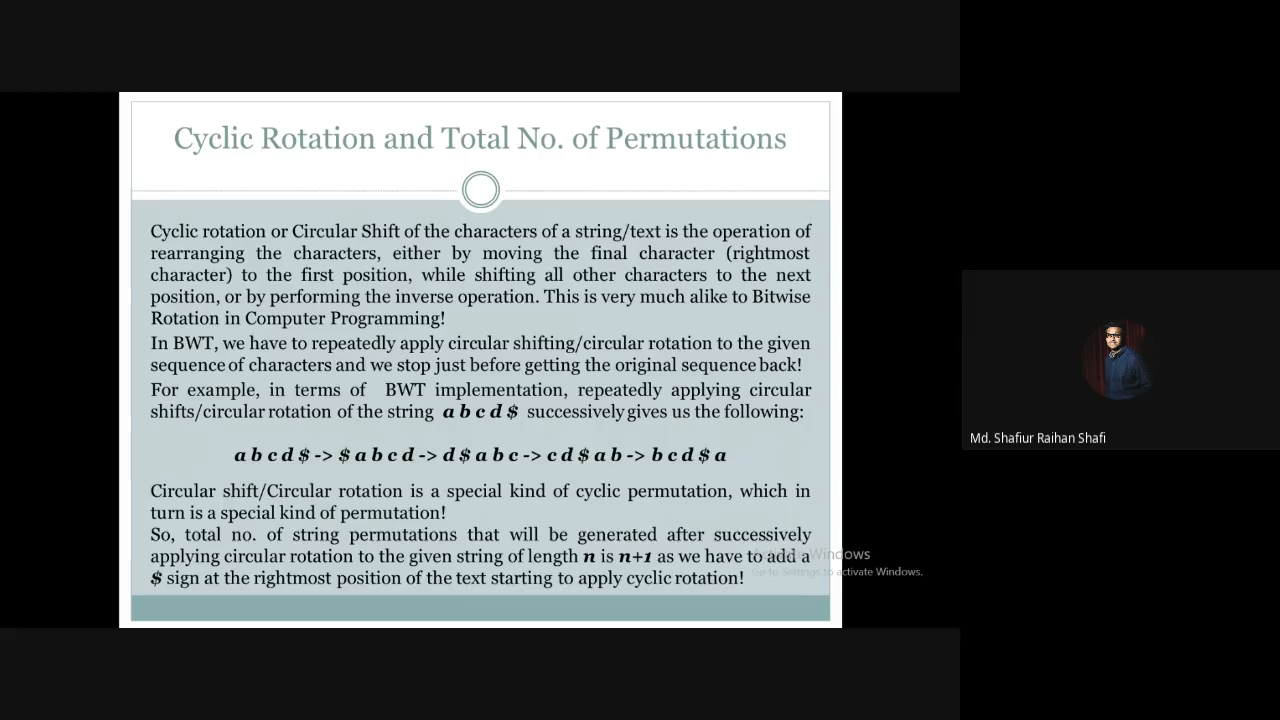 Cyclic Rotation and Total No. of Permutations
Cyclic rotation or Circular Shift of the characters of a string/text is the operation of
rearranging the characters, either by moving the final character (rightmost
character) to the first position, while shifting all other characters to the next
position, or by performing the inverse operation. This is very much alike to Bitwise
Rotation in Computer Programming!
In BWT, we have to repeatedly apply circular shifting/circular rotation to the given
sequence of characters and we stop just before getting the original sequence back!
For example, in terms of BWT implementation, repeatedly applying circular
shifts/circular rotation of the string a b c d $ successively gives us the following:
a b c d $ -> $ a b c d -> d $ a b c -> c d $ a b -> b c d $ a
Circular shift/Circular rotation is a special kind of cyclic permutation, which in
turn is a special kind of permutation!
So, total no. of string permutations that will be generated after successively
applying circular rotation to the given string of length n is n+1 as we have to add a
$ sign at the rightmost position of the text starting to apply cyclic rotation!
Activate Windows
Go to Settings to activate Windows.
Md. Shafiur Raihan Shafi